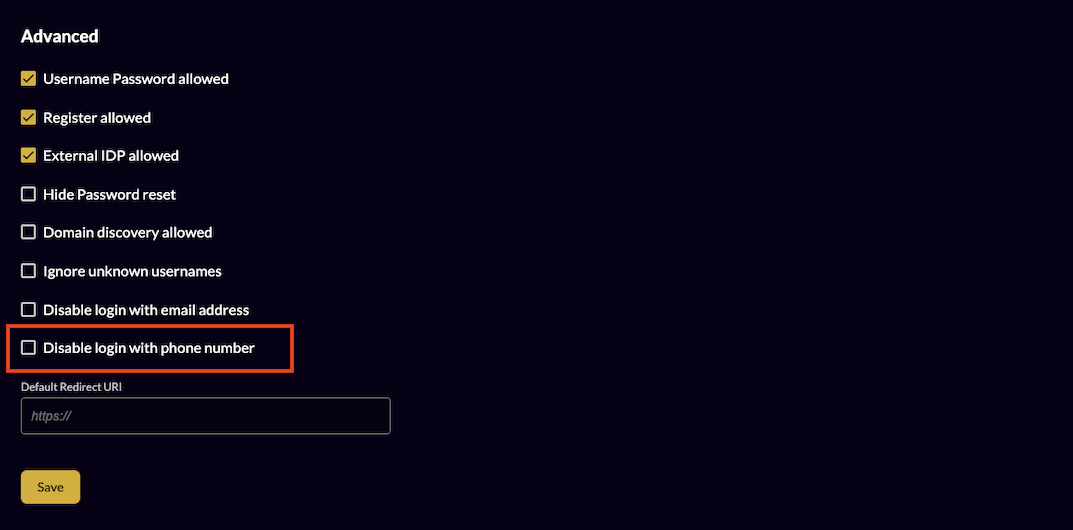 Advanced
Username Password allowed
Register allowed
External IDP allowed
Hide Password reset
Domain discovery allowed
Ignore unknown usernames
Disable login with email address
Disable login with phone number
Default Redirect URI
https://
Save